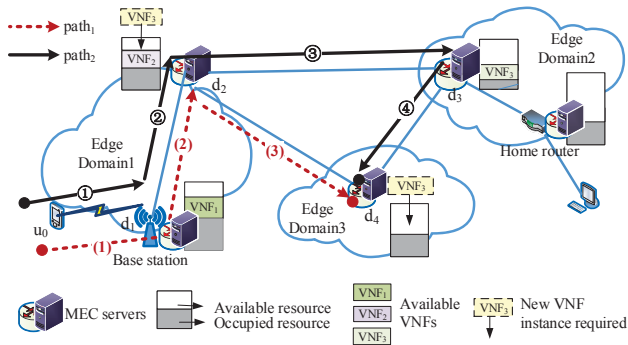 path1
path2
VNF3
VNF2
d2
③
d3
VNF3
Edge
Domain2
Home router
②
④
Edge
Domain1
(2)
(3)
①
u0
d1
VNF1
(1)
Base station
Edge
Domain3
d4
VNF3
MEC servers
Available resource
Occupied resource
VNF1
VNF2
VNF3
Available
VNFs
VNF3
New VNF
instance required